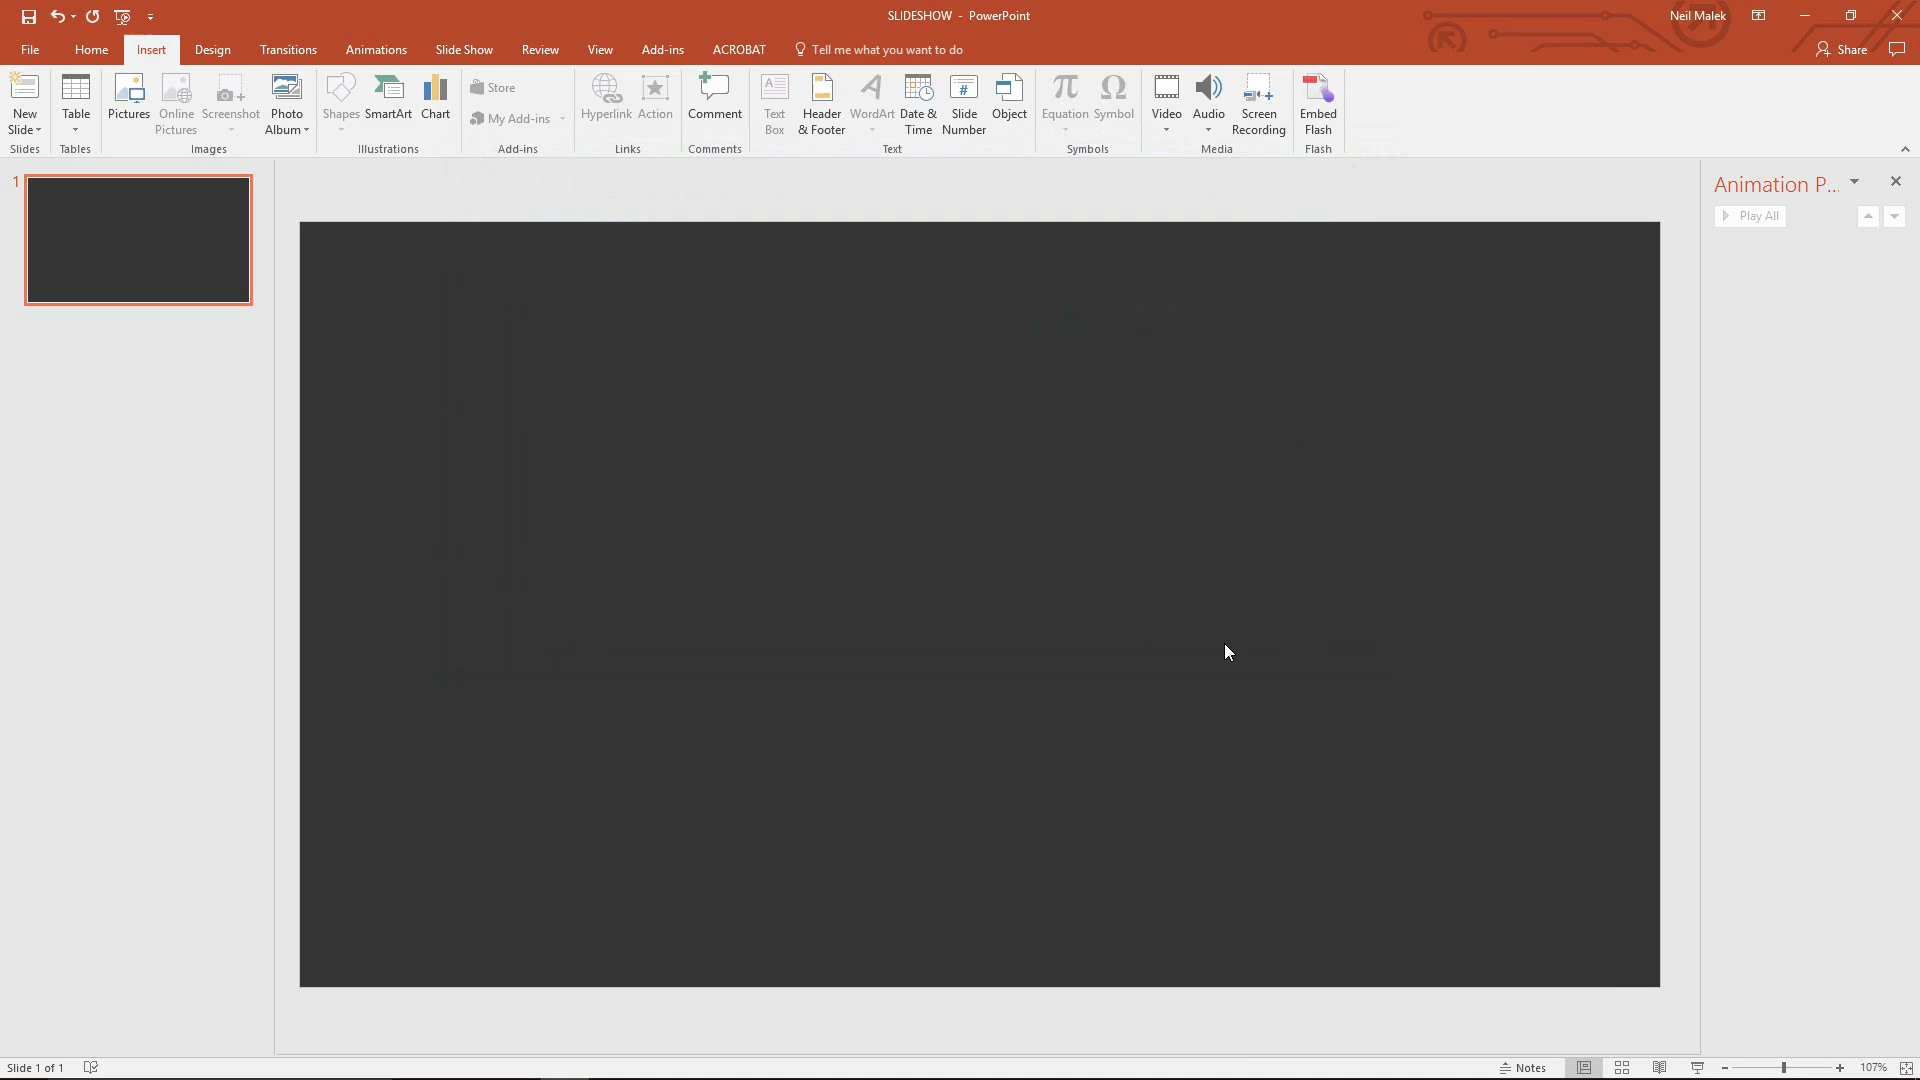 SLIDESHOW - PowerPoint
Neil Malek
File Home Insert Design Transitions Animations Slide Show Review View Add-ins ACROBAT Tell me what you want to do Share
New Slide
Slides
Table
Tables
Pictures
Online Pictures
Screenshot
Photo Album
Images
Shapes
SmartArt
Chart
Illustrations
Store
My Add-ins
Add-ins
Hyperlink
Action
Links
Comment
Comments
Text Box
Header & Footer
WordArt
Date & Time
Slide Number
Object
Text
Equation
Symbol
Symbols
Video
Audio
Screen Recording
Media
Embed Flash
Flash
1
Animation P...
Play All
Slide 1 of 1
Notes
107%